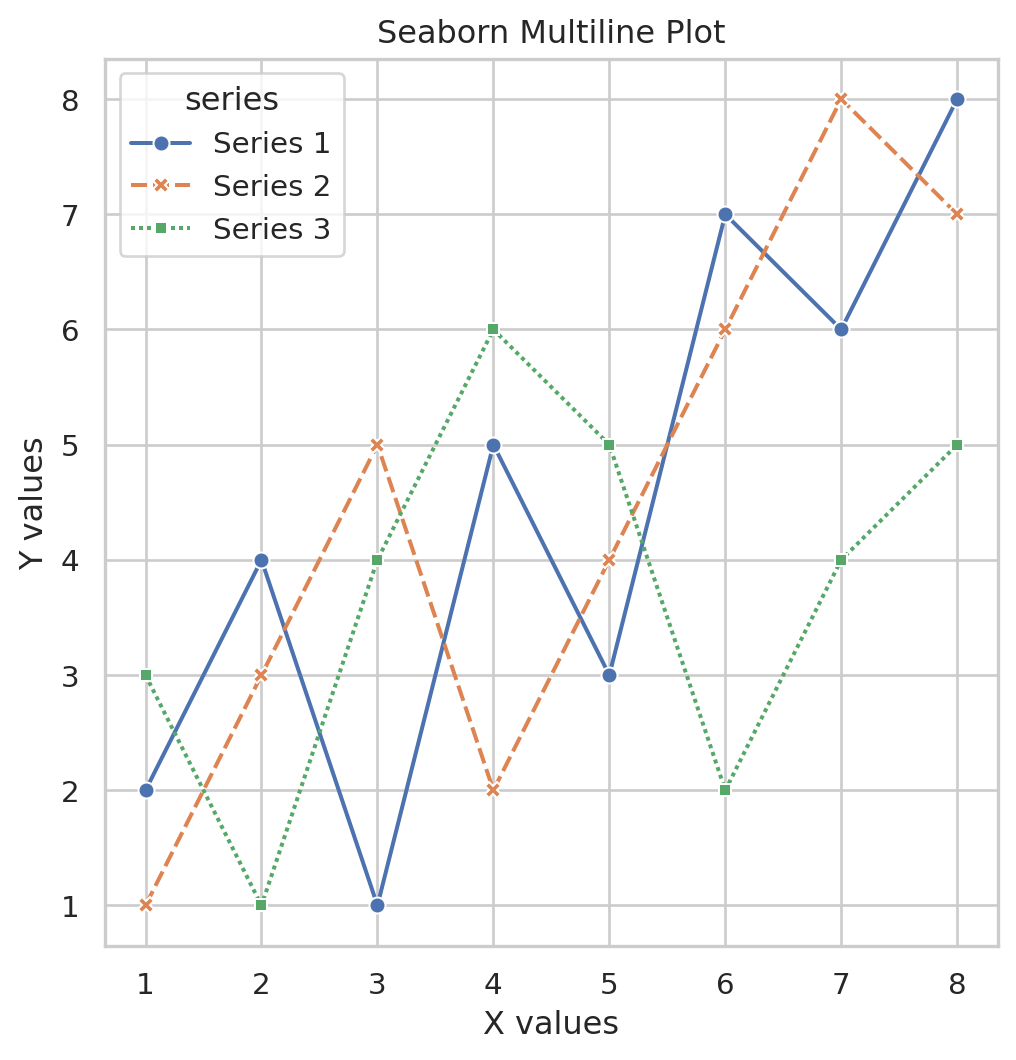 Seaborn Multiline Plot
series
Series 1
Series 2
Series 3
8
7
6
5
4
3
2
1
Y values
1 2 3 4 5 6 7 8
X values